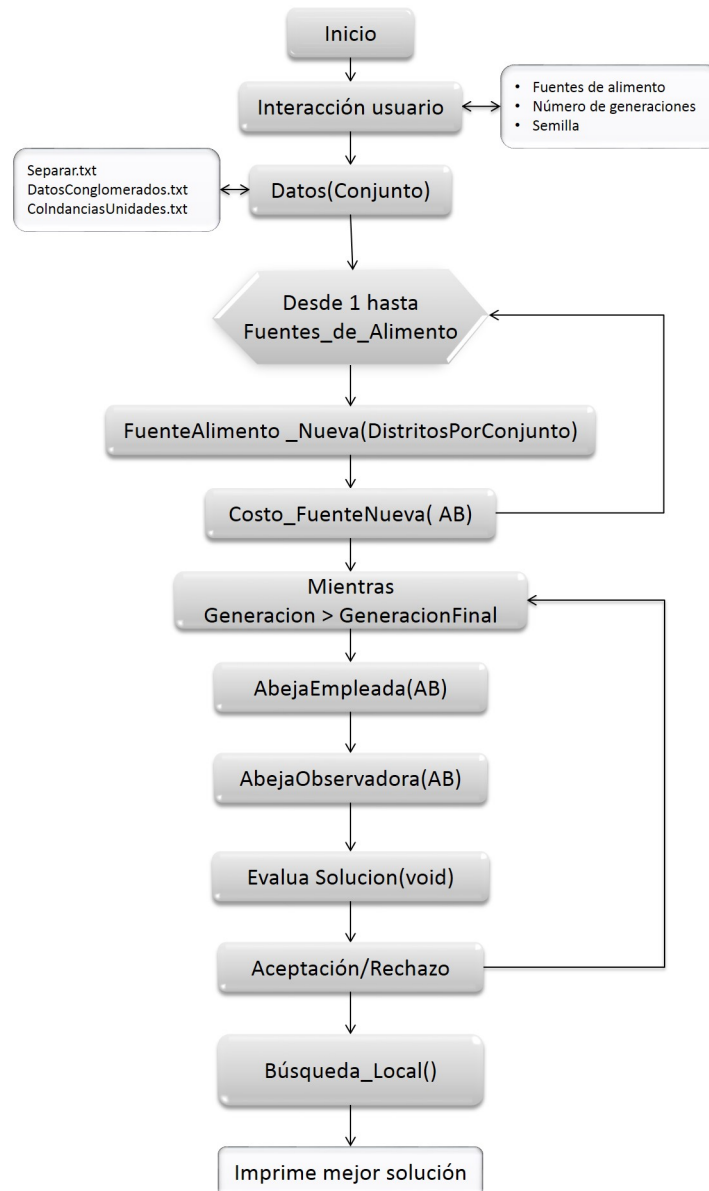 Inicio
Interacción usuario
• Fuentes de alimento
• Número de generaciones
• Semilla
Separar.txt
DatosConglomerados.txt
ColndanciasUnidades.txt
Datos(Conjunto)
Desde 1 hasta
Fuentes_de_Alimento
FuenteAlimento _Nueva(DistritosPorConjunto)
Costo_FuenteNueva( AB)
Mientras
Generacion > GeneracionFinal
AbejaEmpleada(AB)
AbejaObservadora(AB)
Evalua Solucion(void)
Aceptación/Rechazo
Búsqueda_Local()
Imprime mejor solución